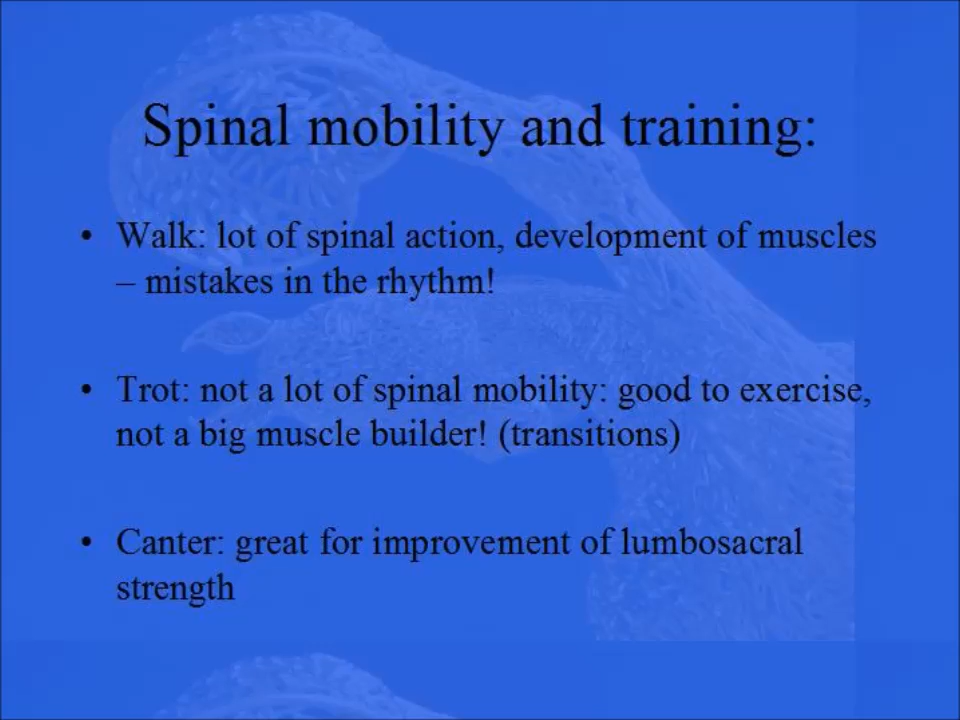 Spinal mobility and training:
• Walk: lot of spinal action, development of muscles
– mistakes in the rhythm!
• Trot: not a lot of spinal mobility: good to exercise,
not a big muscle builder! (transitions)
• Canter: great for improvement of lumbosacral
strength